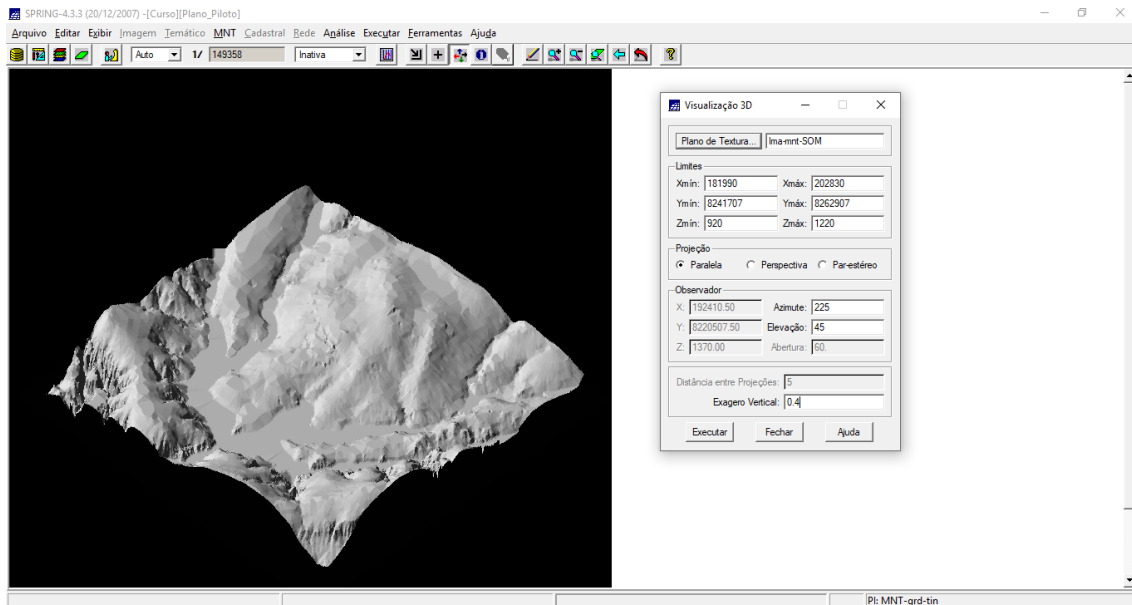 SPRING-4.3.3 (20/12/2007) -[Curso][Plano_Piloto]
Arquivo Editar Exibir Imagem Temático MNT Cadastral Rede Análise Executar Ferramentas Ajuda
Auto 1/ 149358 Inativa
Visualização 3D
Plano de Textura... Ima-mnt-SOM
Limites
Xmín: 181990 Xmáx: 202830
Ymín: 8241707 Ymáx: 8262907
Zmín: 920 Zmáx: 1220
Projeção
Paralela Perspectiva Par-estéreo
Observador
X: 192410.50 Azimute: 225
Y: 8220507.50 Elevação: 45
Z: 1370.00 Abertura: 60.
Distância entre Projeções: 5
Exagero Vertical: 0.4
Executar Fechar Ajuda
PI: MNT-grd-tin